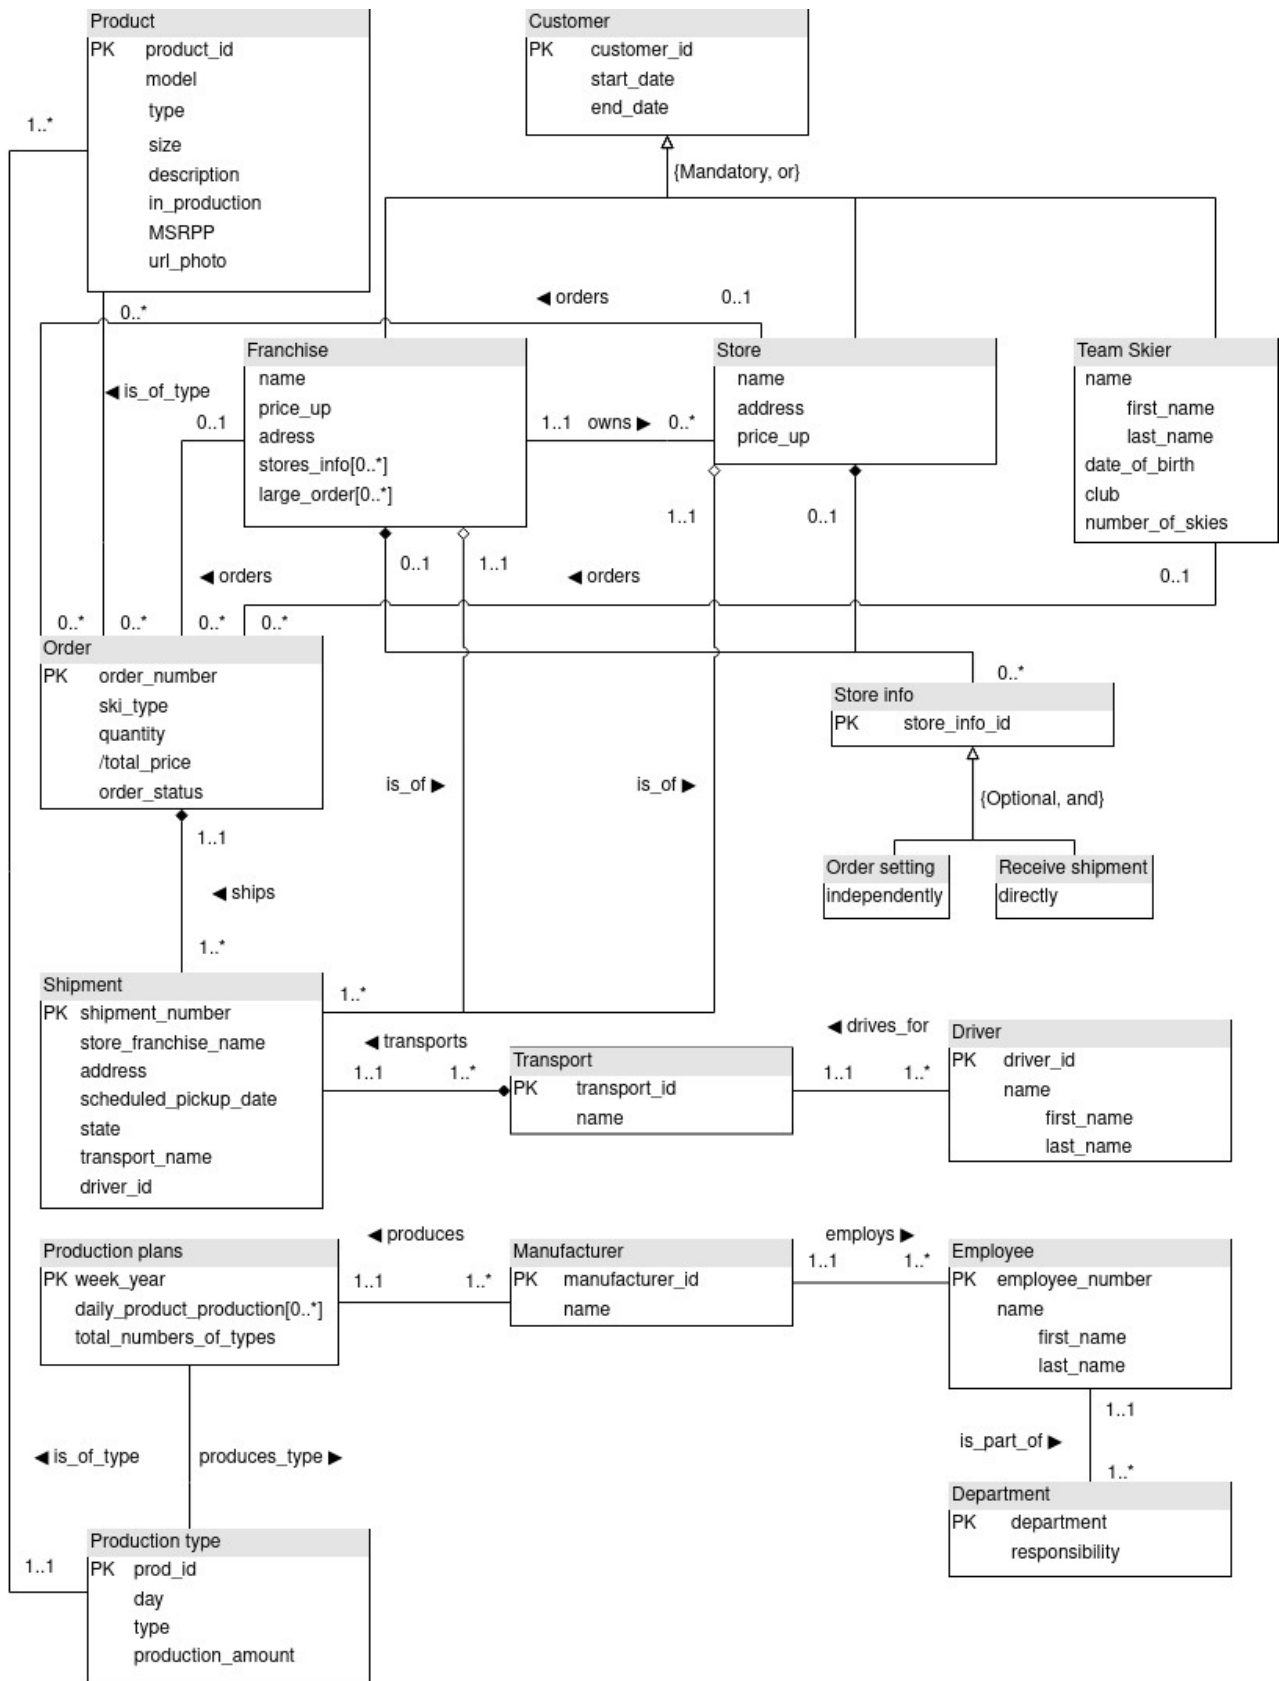 Product
PK product_id
model
type
size
description
in_production
MSRPP
url_photo
1..*
Customer
PK customer_id
start_date
end_date
{Mandatory, or}
0..*
◀ orders
0..1
◀ is_of_type
Franchise
name
price_up
adress
stores_info[0..*]
large_order[0..*]
0..1
1..1 owns ▶ 0..*
Store
name
address
price_up
Team Skier
name
first_name
last_name
date_of_birth
club
number_of_skies
1..1
0..1
0..1
1..1
0..1
◀ orders
◀ orders
0..*
0..*
0..*
0..*
Order
PK order_number
ski_type
quantity
/total_price
order_status
0..*
Store info
PK store_info_id
is_of ▶
is_of ▶
{Optional, and}
1..1
◀ ships
1..*
Order setting
independently
Receive shipment
directly
Shipment
PK shipment_number
store_franchise_name
address
scheduled_pickup_date
state
transport_name
driver_id
1..*
◀ transports
1..1
1..*
Transport
PK transport_id
name
◀ drives_for
1..1
1..*
Driver
PK driver_id
name
first_name
last_name
Production plans
PK week_year
daily_product_production[0..*]
total_numbers_of_types
◀ produces
1..1
1..*
Manufacturer
PK manufacturer_id
name
employs ▶
1..1
1..*
Employee
PK employee_number
name
first_name
last_name
1..1
is_part_of ▶
1..*
Department
PK department
responsibility
◀ is_of_type
produces_type ▶
1..1
Production type
PK prod_id
day
type
production_amount